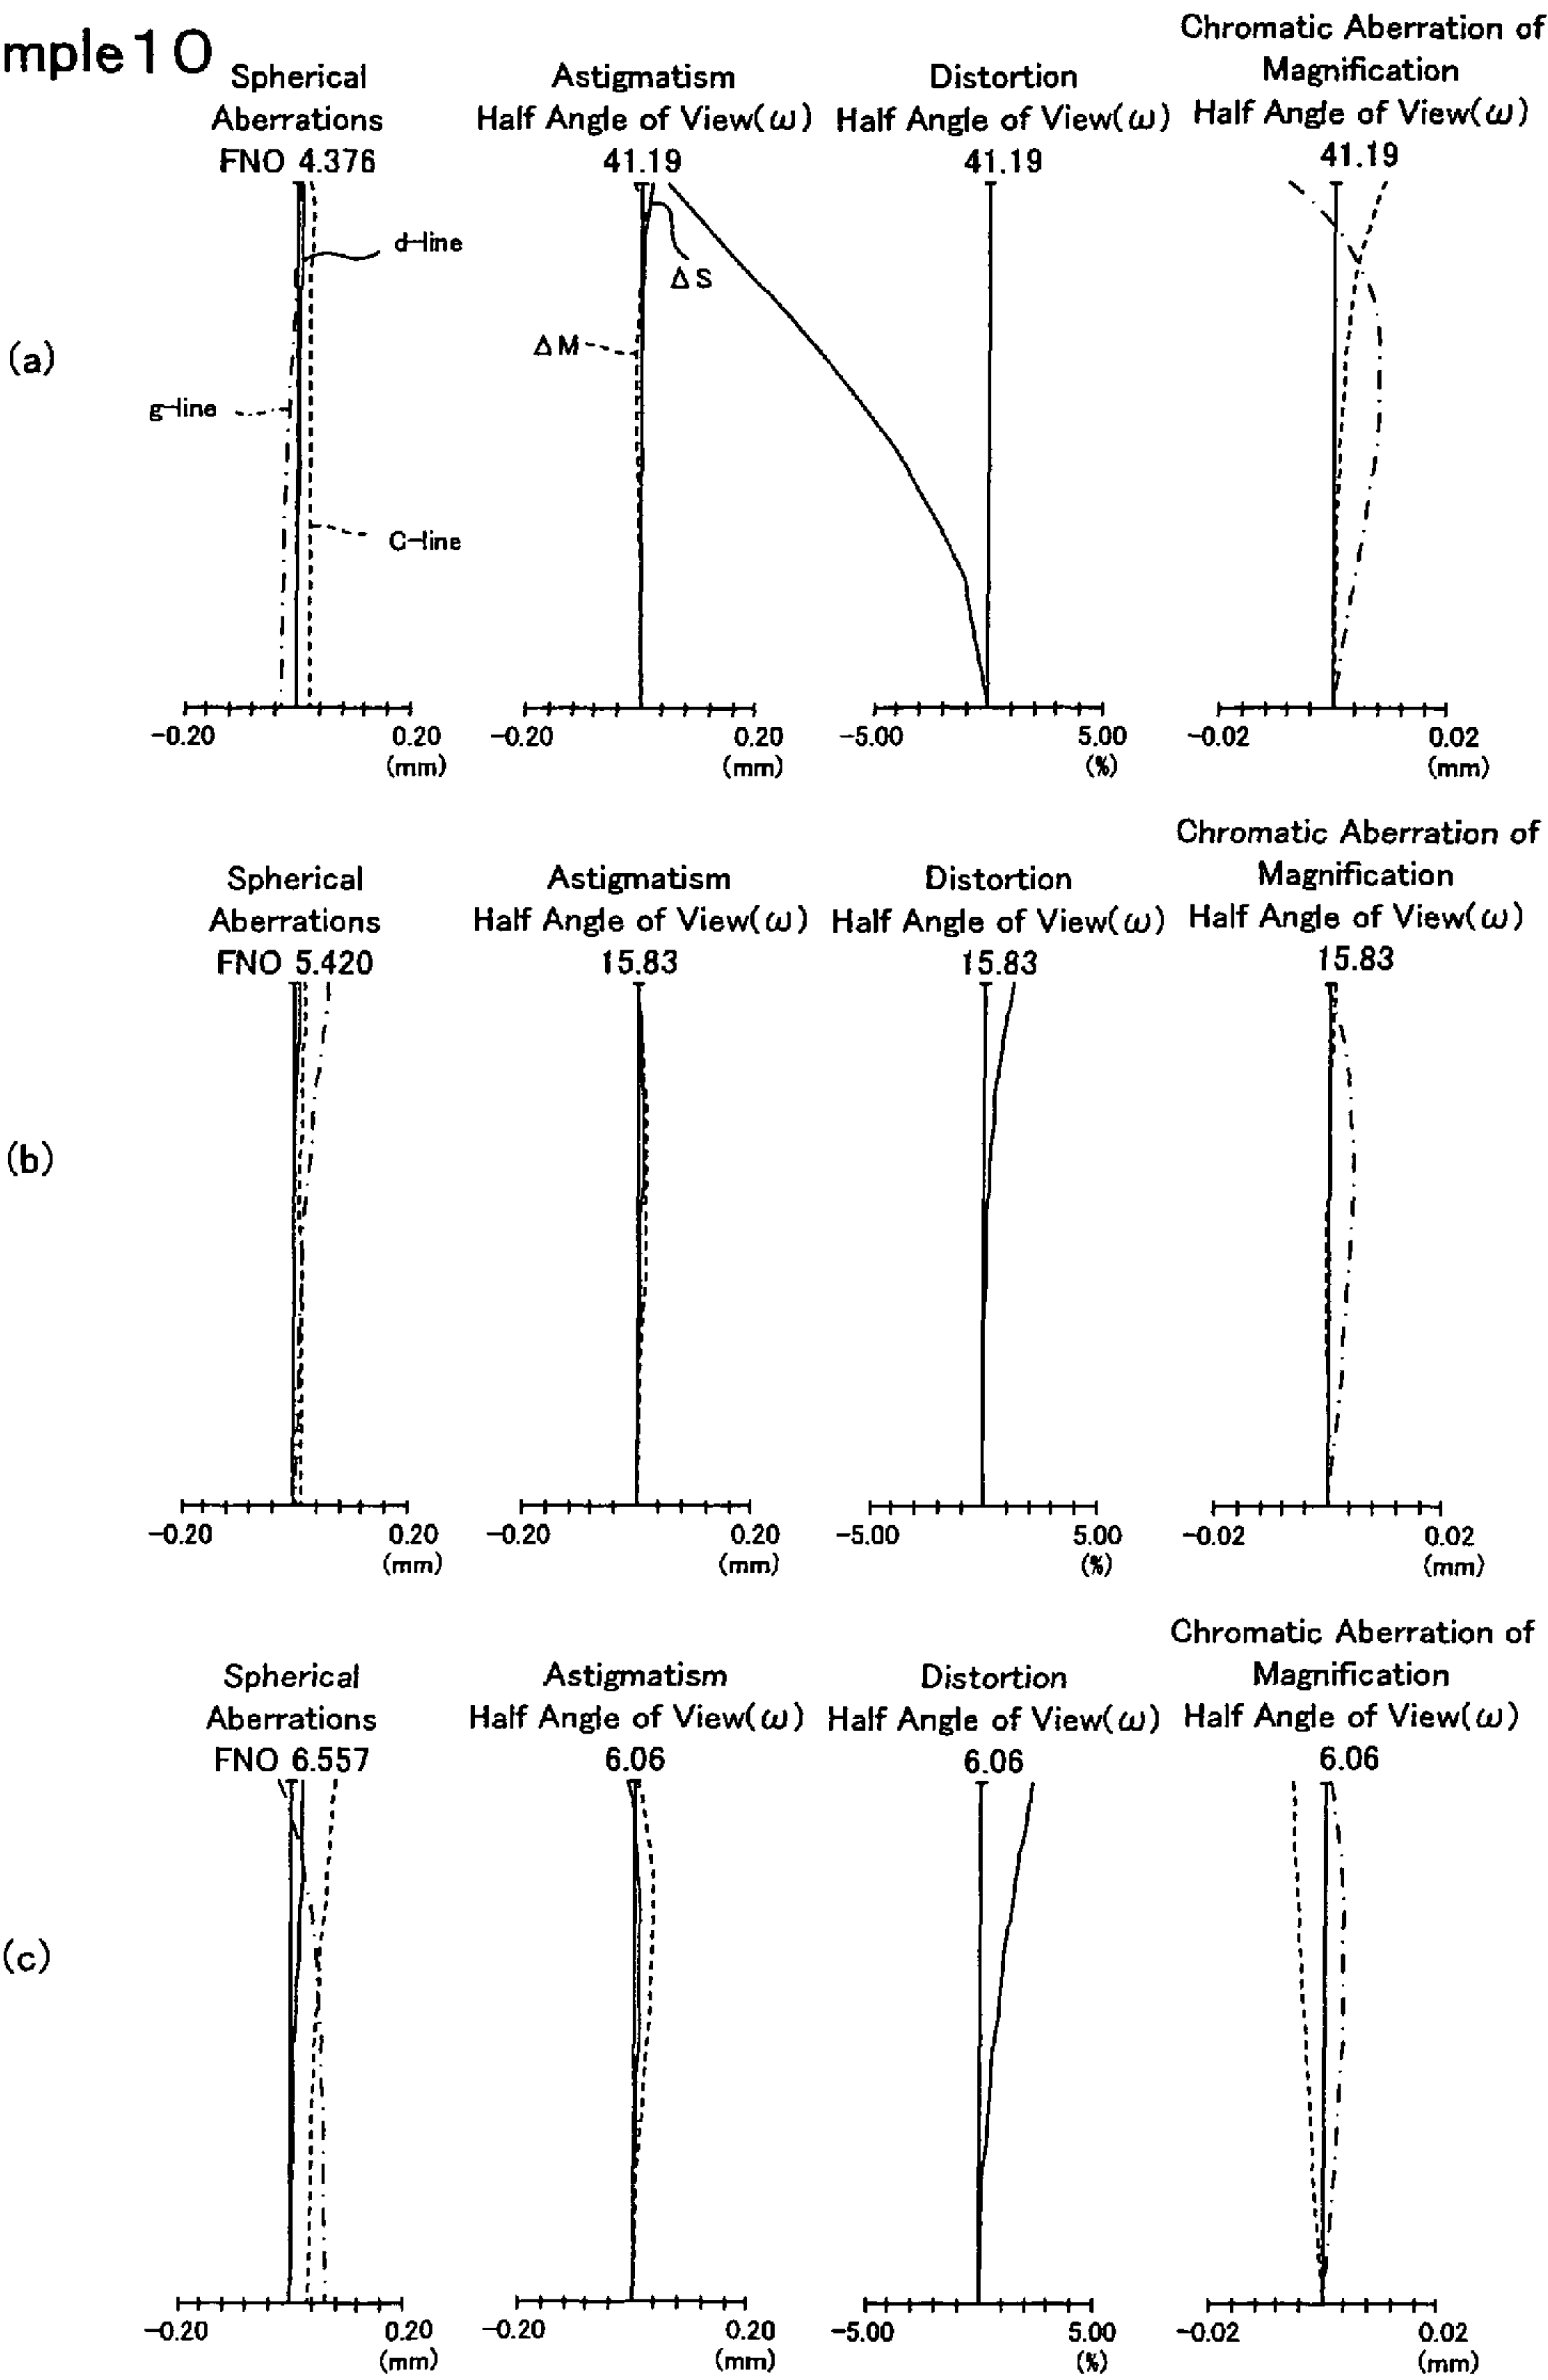 mple10
Spherical
Aberrations
FNO 4.376
Astigmatism
Half Angle of View(ω)
41.19
Distortion
Half Angle of View(ω)
41.19
Chromatic Aberration of
Magnification
Half Angle of View(ω)
41.19
(a)
d-line
g-line
C-line
ΔS
ΔM
-0.20 0.20
(mm)
-0.20 0.20
(mm)
-5.00 5.00
(%)
-0.02 0.02
(mm)
Spherical
Aberrations
FNO 5.420
Astigmatism
Half Angle of View(ω)
15.83
Distortion
Half Angle of View(ω)
15.83
Chromatic Aberration of
Magnification
Half Angle of View(ω)
15.83
(b)
-0.20 0.20
(mm)
-0.20 0.20
(mm)
-5.00 5.00
(%)
-0.02 0.02
(mm)
Spherical
Aberrations
FNO 6.557
Astigmatism
Half Angle of View(ω)
6.06
Distortion
Half Angle of View(ω)
6.06
Chromatic Aberration of
Magnification
Half Angle of View(ω)
6.06
(c)
-0.20 0.20
(mm)
-0.20 0.20
(mm)
-5.00 5.00
(%)
-0.02 0.02
(mm)